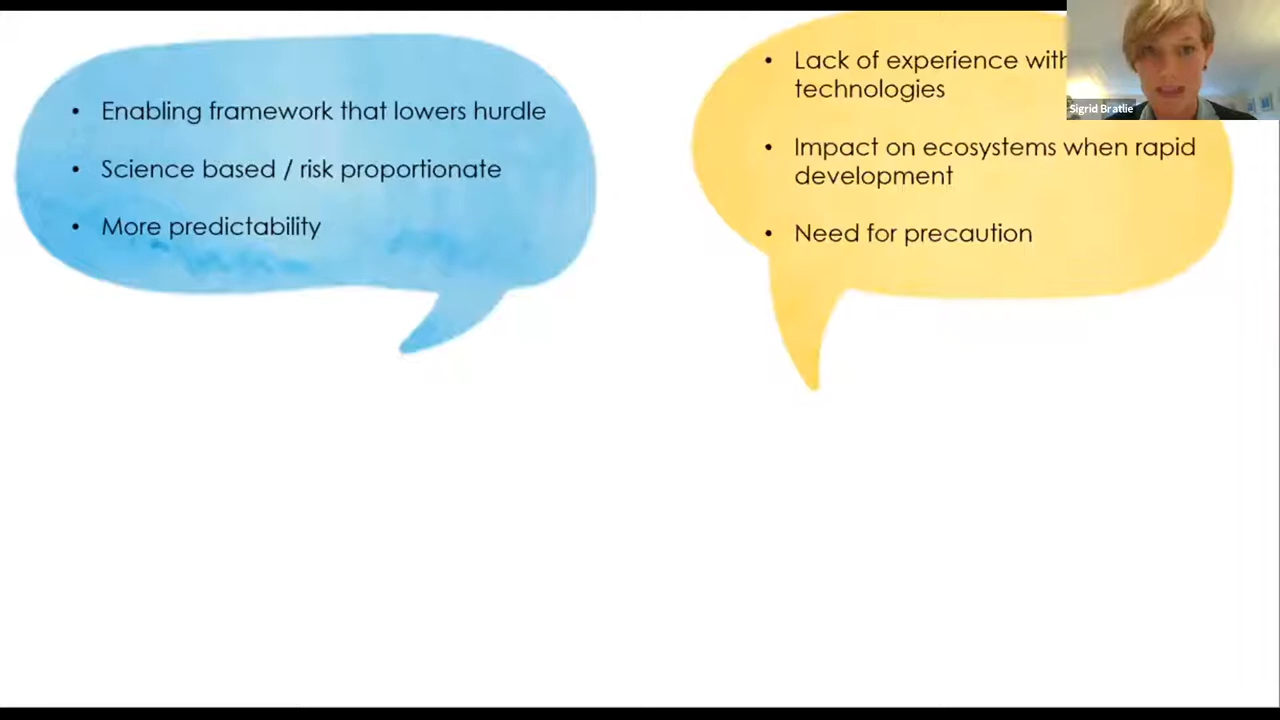 • Enabling framework that lowers hurdle
• Science based / risk proportionate
• More predictability
• Lack of experience with
technologies
• Impact on ecosystems when rapid
development
• Need for precaution
Sigrid Bratlie